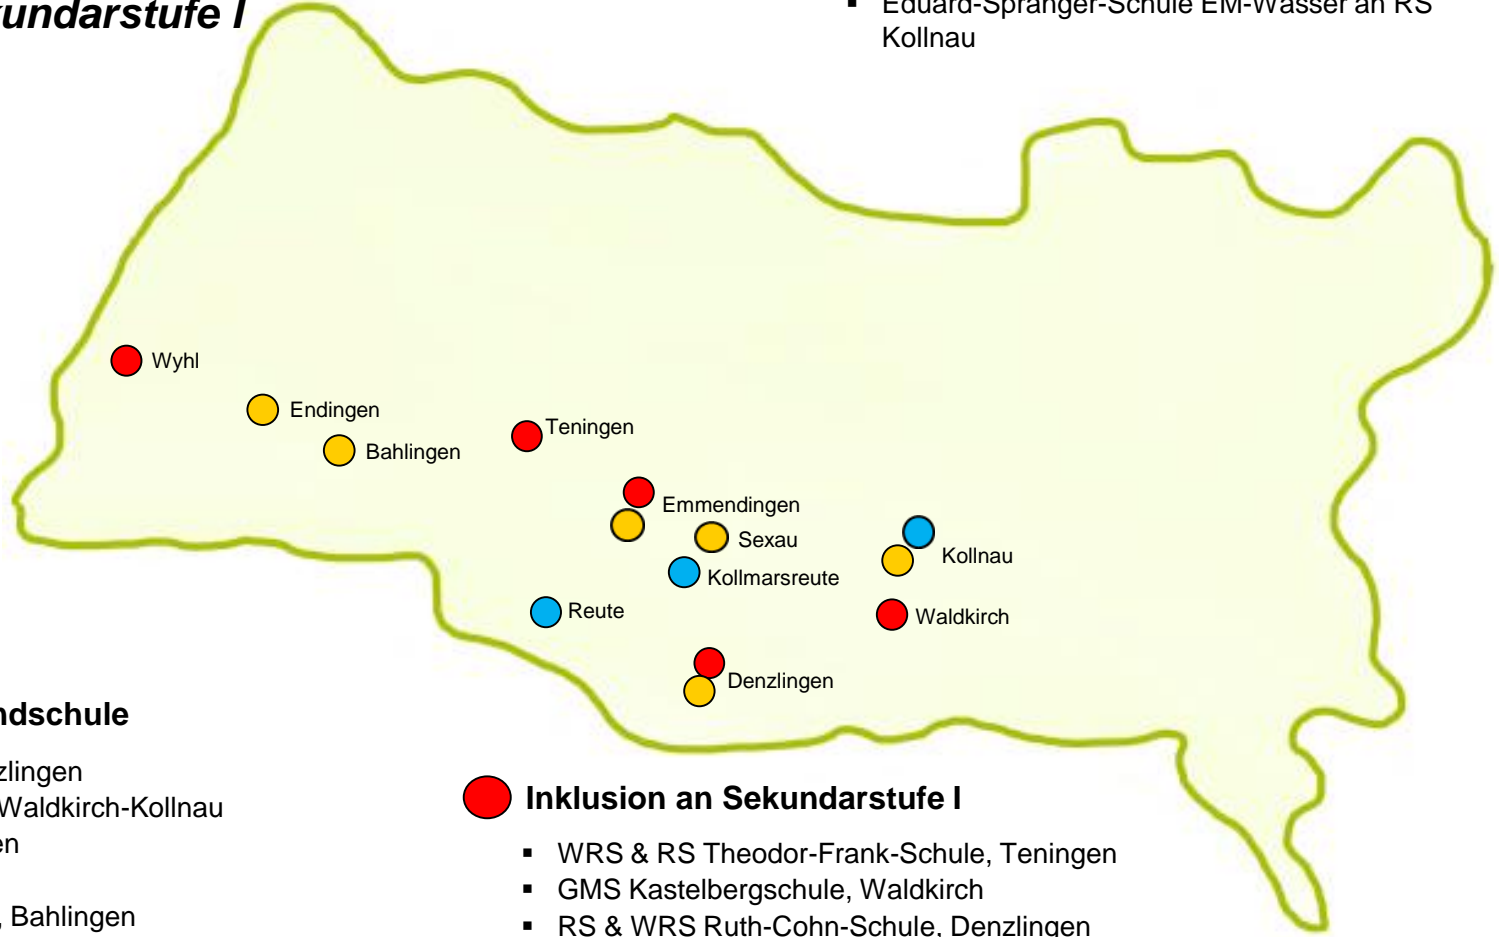 kundarstufe I
Eduard-Spranger-Schule EM-Wasser an RS
Kollnau
Wyhl
Endingen
Bahlingen
Teningen
Emmendingen
Sexau
Kollmarsreute
Kollnau
Reute
Waldkirch
Denzlingen
ndschule
zlingen
Waldkirch-Kollnau
en
, Bahlingen
Inklusion an Sekundarstufe I
▪ WRS & RS Theodor-Frank-Schule, Teningen
▪ GMS Kastelbergschule, Waldkirch
▪ RS & WRS Ruth-Cohn-Schule, Denzlingen